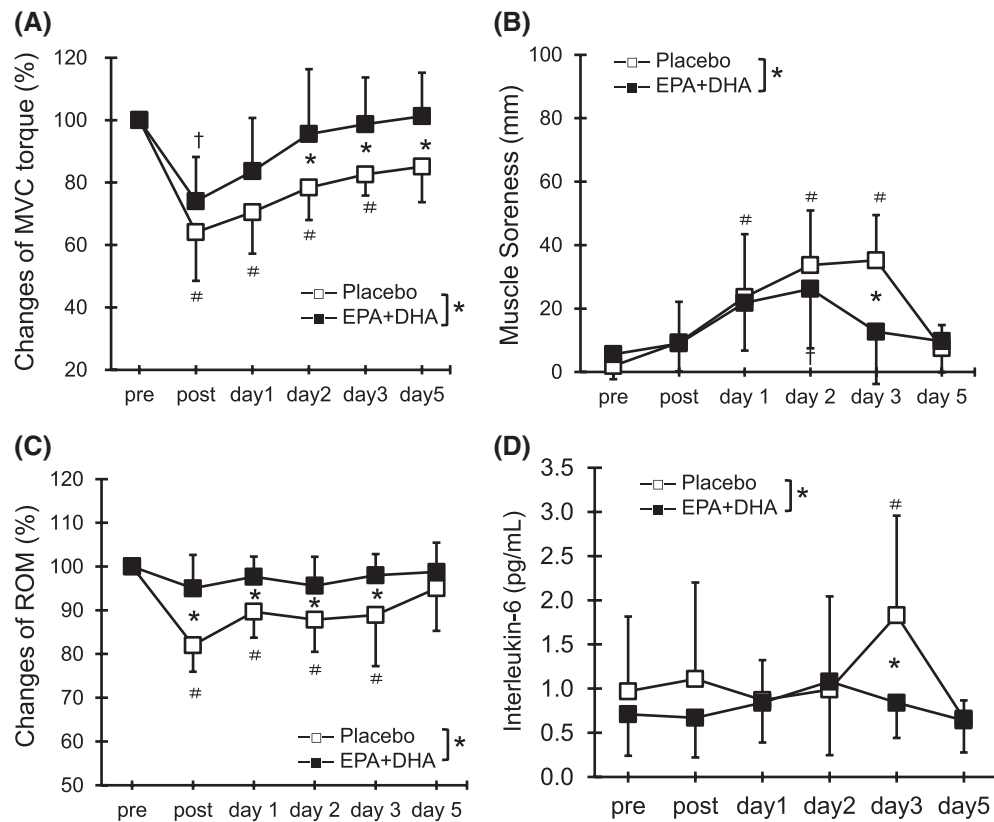 (A)
Changes of MVC torque (%)
120
100
80
60
40
20
†
*
*
*
#
#
#
#
Placebo
EPA+DHA
*
pre post day1 day2 day3 day5
(B)
Muscle Soreness (mm)
100
80
60
40
20
0
Placebo
EPA+DHA
*
#
#
#
*
†
pre post day 1 day 2 day 3 day 5
(C)
Changes of ROM (%)
120
110
100
90
80
70
60
50
*
*
*
*
#
#
#
#
Placebo
EPA+DHA
*
pre post day 1 day 2 day 3 day 5
(D)
Interleukin-6 (pg/mL)
3.5
3.0
2.5
2.0
1.5
1.0
0.5
0.0
Placebo
EPA+DHA
*
#
*
pre post day1 day2 day3 day5